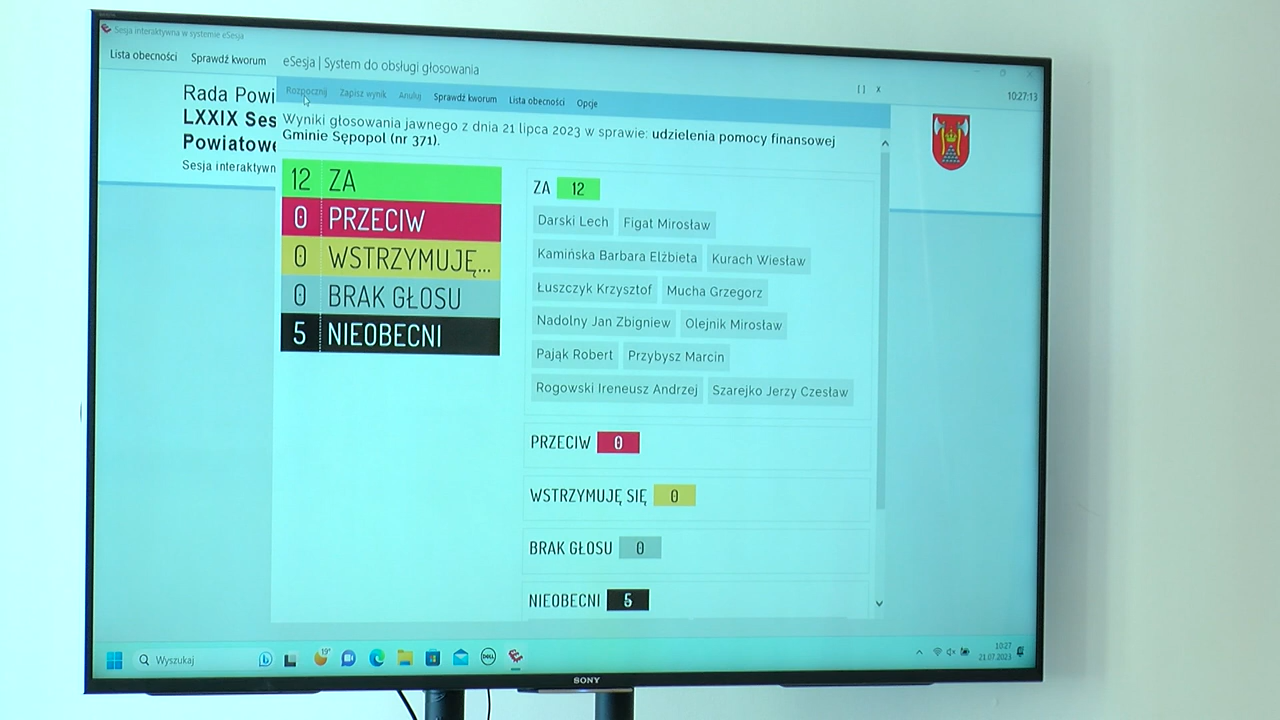 Sesja interaktywna w systemie eSesja
Lista obecności Sprawdź kworum eSesja | System do obsługi głosowania
Rozpocznij Zapisz wynik Anuluj Sprawdź kworum Lista obecności Opcje
10:27:13
Rada Powi
LXXIX Ses
Powiatowe
Sesja interaktywn
Wyniki głosowania jawnego z dnia 21 lipca 2023 w sprawie: udzielenia pomocy finansowej
Gminie Sępopol (nr 371).
12 ZA
0 PRZECIW
0 WSTRZYMUJĘ...
0 BRAK GŁOSU
5 NIEOBECNI
ZA 12
Darski Lech Figat Mirosław
Kamińska Barbara Elżbieta Kurach Wiesław
Łuszczyk Krzysztof Mucha Grzegorz
Nadolny Jan Zbigniew Olejnik Mirosław
Pająk Robert Przybysz Marcin
Rogowski Ireneusz Andrzej Szarejko Jerzy Czesław
PRZECIW 0
WSTRZYMUJĘ SIĘ 0
BRAK GŁOSU 0
NIEOBECNI 5
Wyszukaj
19°
DELL
10:27
21.07.2023
SONY